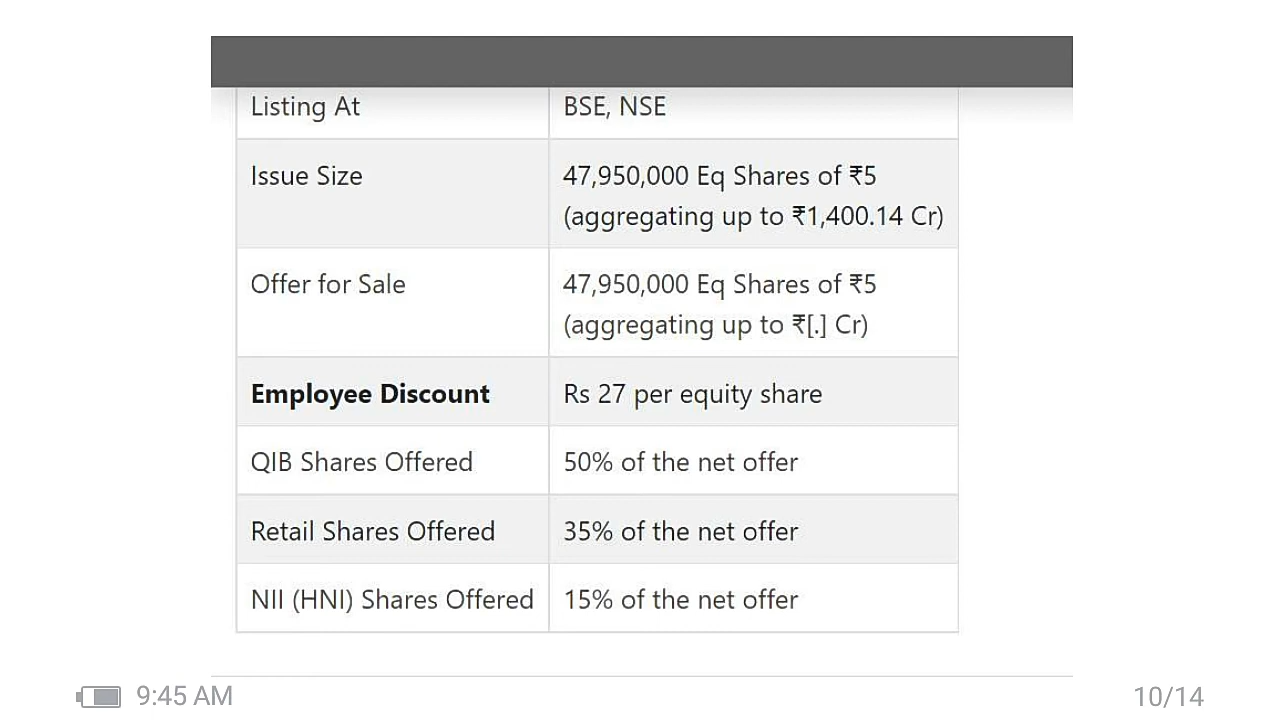 Listing At
BSE, NSE
Issue Size
47,950,000 Eq Shares of ₹5
(aggregating up to ₹1,400.14 Cr)
Offer for Sale
47,950,000 Eq Shares of ₹5
(aggregating up to ₹[.] Cr)
Employee Discount
Rs 27 per equity share
QIB Shares Offered
50% of the net offer
Retail Shares Offered
35% of the net offer
NII (HNI) Shares Offered
15% of the net offer
9:45 AM
10/14